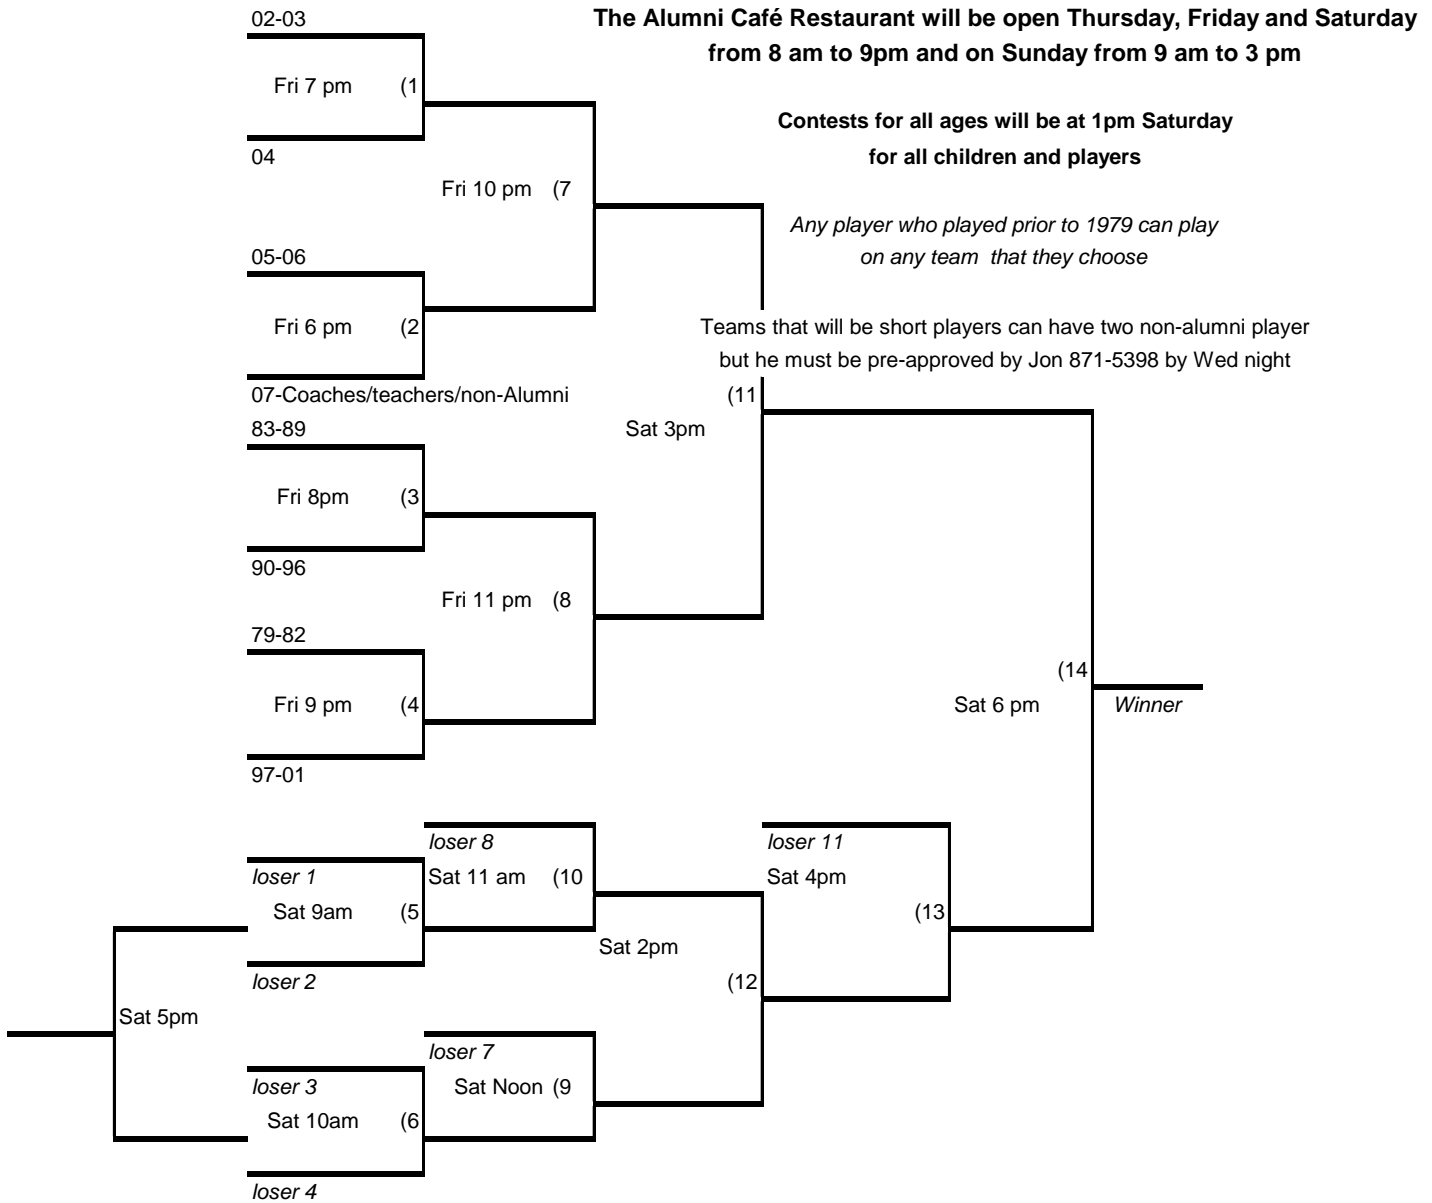 02-03
The Alumni Café Restaurant will be open Thursday, Friday and Saturday
from 8 am to 9pm and on Sunday from 9 am to 3 pm
Fri 7 pm (1
Contests for all ages will be at 1pm Saturday
for all children and players
04
Fri 10 pm (7
Any player who played prior to 1979 can play
on any team that they choose
05-06
Fri 6 pm (2
Teams that will be short players can have two non-alumni player
but he must be pre-approved by Jon 871-5398 by Wed night
07-Coaches/teachers/non-Alumni
(11
83-89
Sat 3pm
Fri 8pm (3
90-96
Fri 11 pm (8
79-82
(14
Fri 9 pm (4
Sat 6 pm
Winner
97-01
loser 8
loser 11
loser 1
Sat 11 am (10
Sat 4pm
Sat 9am (5
(13
Sat 2pm
loser 2
(12
Sat 5pm
loser 7
loser 3
Sat Noon (9
Sat 10am (6
loser 4